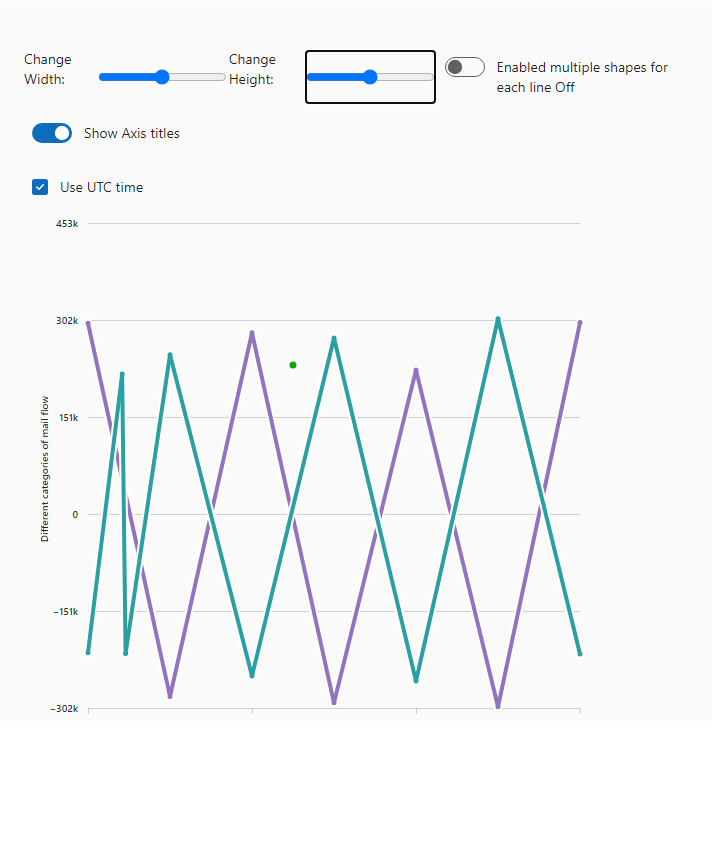 Change
Width:
Change
Height:
Enabled multiple shapes for
each line Off
Show Axis titles
Use UTC time
453k
302k
151k
0
−151k
−302k
Different categories of mail flow